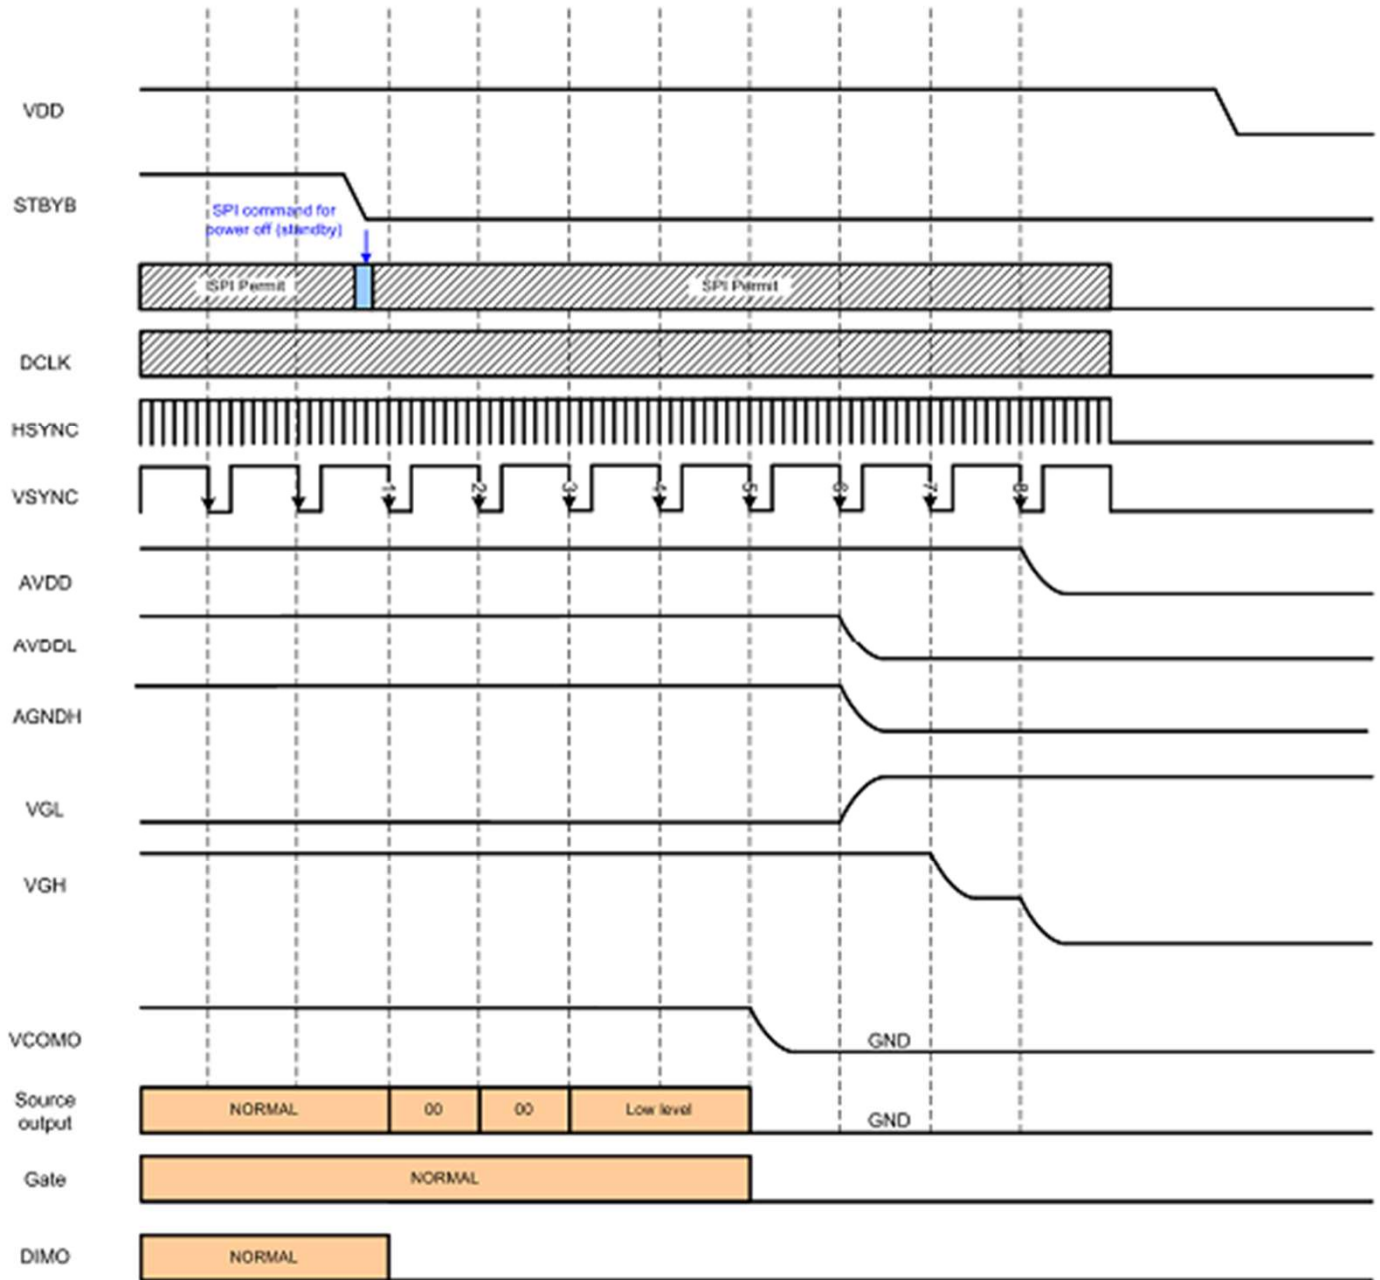 VDD
STBYB
SPI command for
power off (standby)
SPI Permit
SPI Permit
DCLK
HSYNC
VSYNC
1
2
3
4
5
6
7
8
AVDD
AVDDL
AGNDH
VGL
VGH
VCOMO
GND
Source
output
NORMAL
00
00
Low level
GND
Gate
NORMAL
DIMO
NORMAL